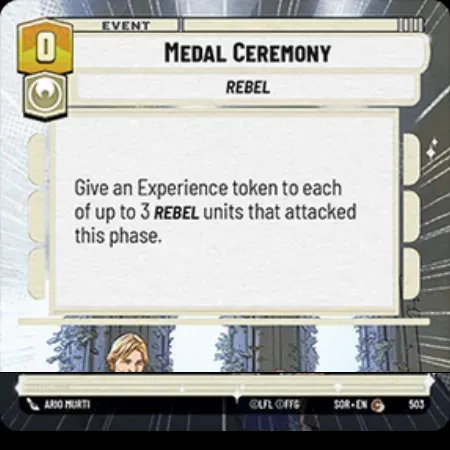 EVENT
0
MEDAL CEREMONY
REBEL
Give an Experience token to each
of up to 3 REBEL units that attacked
this phase.
ARIO MURTI
©LFL ©FFG
SOR • EN
503